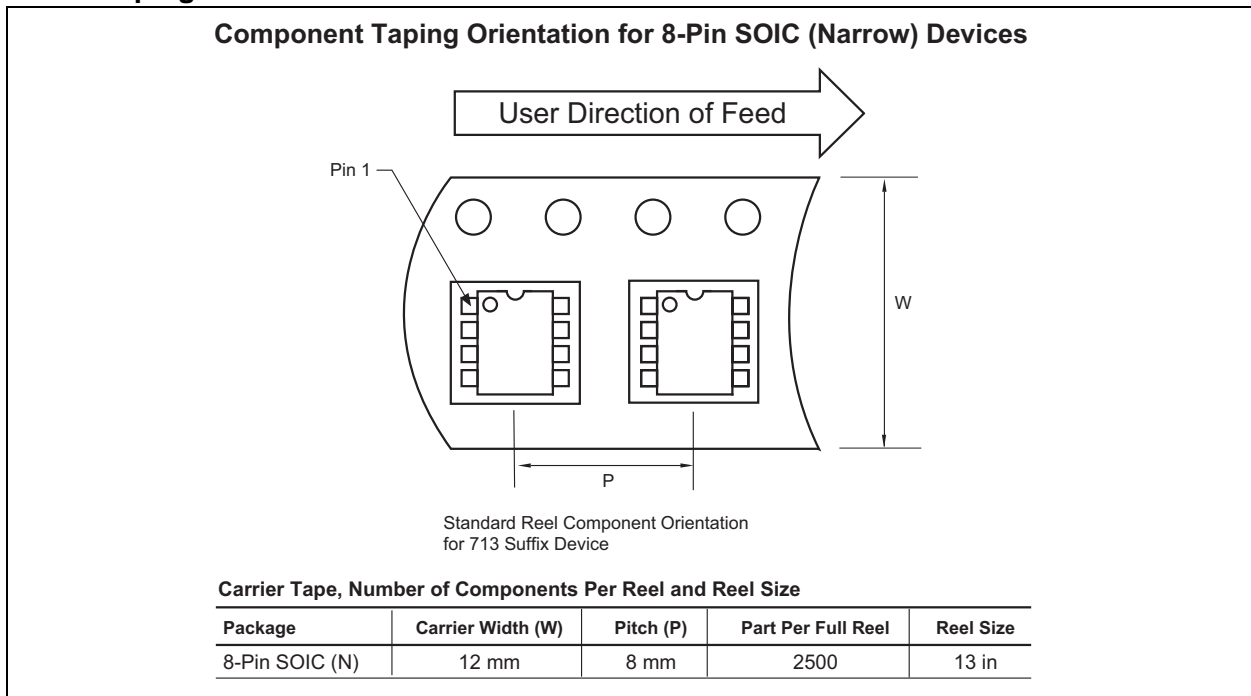 Component Taping Orientation for 8-Pin SOIC (Narrow) Devices
User Direction of Feed
Pin 1
W
P
Standard Reel Component Orientation
for 713 Suffix Device
Carrier Tape, Number of Components Per Reel and Reel Size
Package Carrier Width (W) Pitch (P) Part Per Full Reel Reel Size
8-Pin SOIC (N) 12 mm 8 mm 2500 13 in